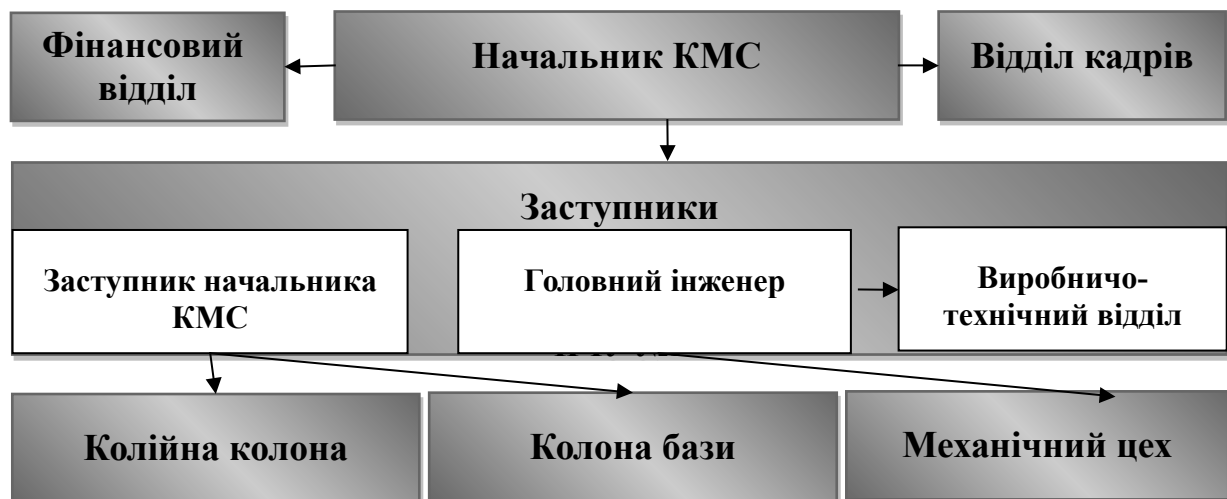 Фінансовий
відділ
Начальник КМС
Відділ кадрів
Заступники
Заступник начальника
КМС
Головний інженер
Виробничо-
технічний відділ
Колійна колона
Колона бази
Механічний цех